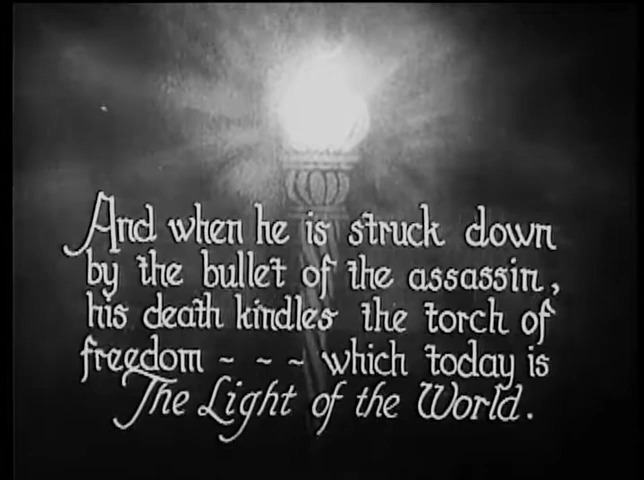 And when he is struck down
by the bullet of the assassin,
his death kindles the torch of
freedom ~ ~ ~ which today is
The Light of the World.